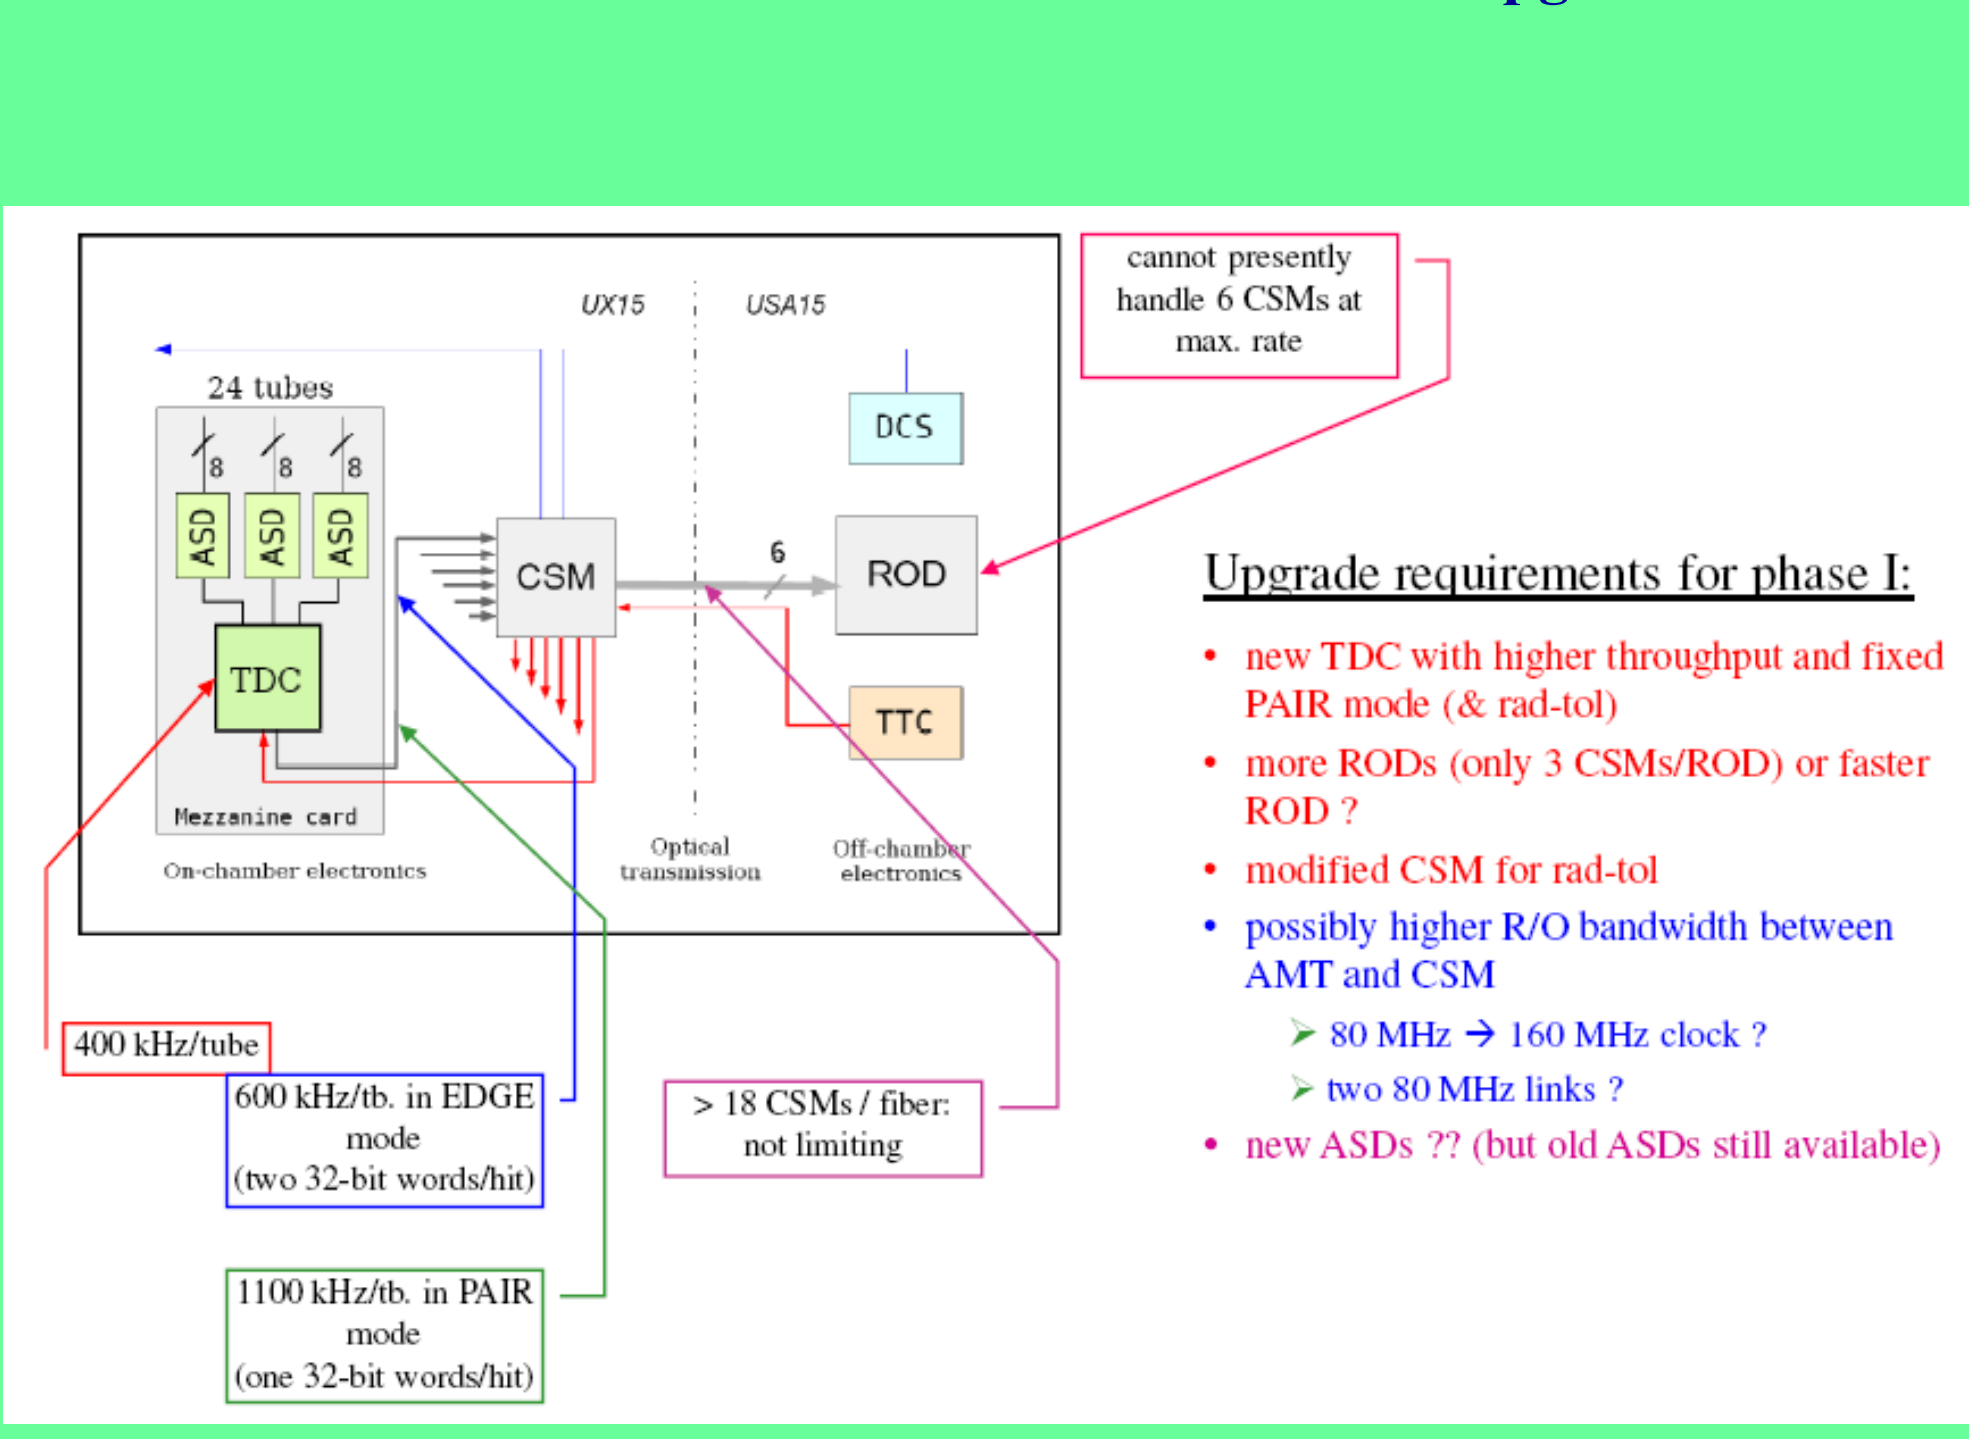 cannot presently
handle 6 CSMs at
max. rate
UX15
USA15
24 tubes
8
8
8
ASD
ASD
ASD
TDC
Mezzanine card
On-chamber electronics
CSM
6
DCS
ROD
TTC
Optical
transmission
Off-chamber
electronics
400 kHz/tube
600 kHz/tb. in EDGE
mode
(two 32-bit words/hit)
1100 kHz/tb. in PAIR
mode
(one 32-bit words/hit)
> 18 CSMs / fiber:
not limiting
Upgrade requirements for phase I:
• new TDC with higher throughput and fixed
PAIR mode (& rad-tol)
• more RODs (only 3 CSMs/ROD) or faster
ROD ?
• modified CSM for rad-tol
• possibly higher R/O bandwidth between
AMT and CSM
➢ 80 MHz → 160 MHz clock ?
➢ two 80 MHz links ?
• new ASDs ?? (but old ASDs still available)